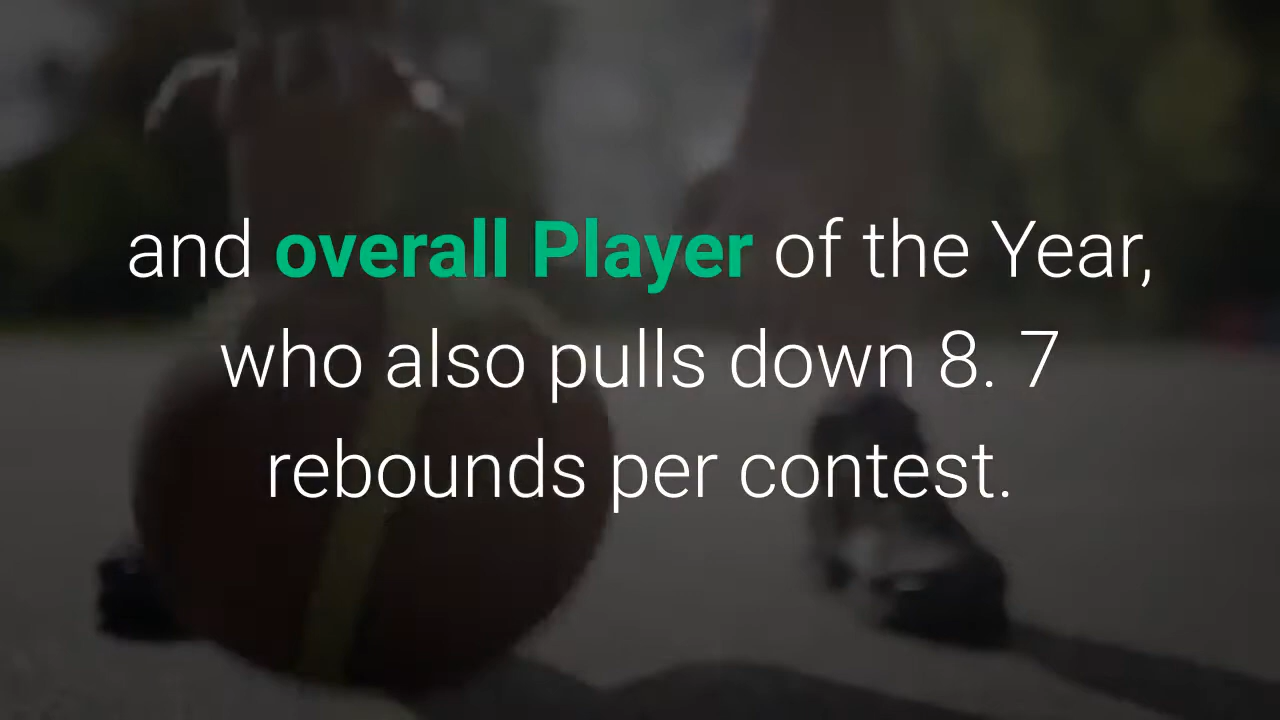 and overall Player of the Year,
who also pulls down 8. 7
rebounds per contest.